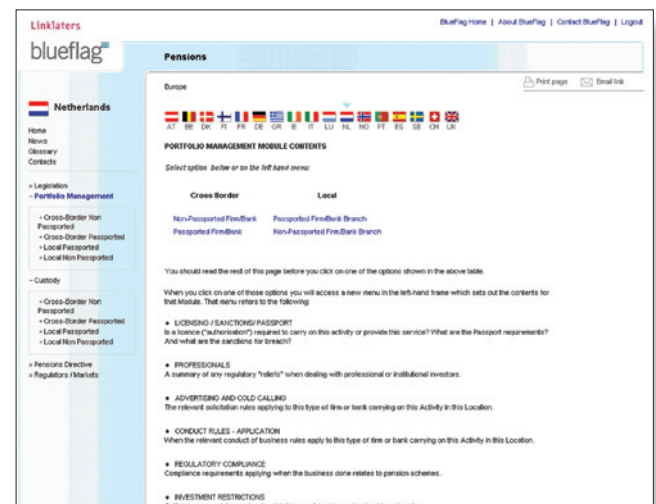 Linklaters
BlueFlag Home | About BlueFlag | Contact BlueFlag | Logout
blueflag
Pensions
Print page Email link
Europe
Netherlands
AT BE DK FI FR DE GR IE IT LU NL NO PT ES SE CH UK
Home
News
Glossary
Contacts
PORTFOLIO MANAGEMENT MODULE CONTENTS
Select option below or on the left hand menu:
» Legislation
– Portfolio Management
+ Cross-Border Non
Passported
+ Cross-Border Passported
+ Local Passported
+ Local Non Passported
– Custody
+ Cross-Border Non
Passported
+ Cross-Border Passported
+ Local Passported
+ Local Non Passported
» Pensions Directive
» Regulators / Markets
Cross Border Local
Non-Passported Firm/Bank Passported Firm/Bank Branch
Passported Firm/Bank Non-Passported Firm/Bank Branch
You should read the rest of this page before you click on one of the options shown in the above table.
When you click on one of those options you will access a new menu in the left-hand frame which sets out the contents for
that Module. That menu refers to the following:
• LICENSING / SANCTIONS/ PASSPORT
Is a licence ("authorisation") required to carry on this activity or provide this service? What are the Passport requirements?
And what are the sanctions for breach?
• PROFESSIONALS
A summary of any regulatory "reliefs" when dealing with professional or institutional investors.
• ADVERTISING AND COLD CALLING
The relevant solicitation rules applying to this type of firm or bank carrying on this Activity in this Location.
• CONDUCT RULES - APPLICATION
When the relevant conduct of business rules apply to this type of firm or bank carrying on this Activity in this Location.
• REGULATORY COMPLIANCE
Compliance requirements applying when the business done relates to pension schemes.
• INVESTMENT RESTRICTIONS